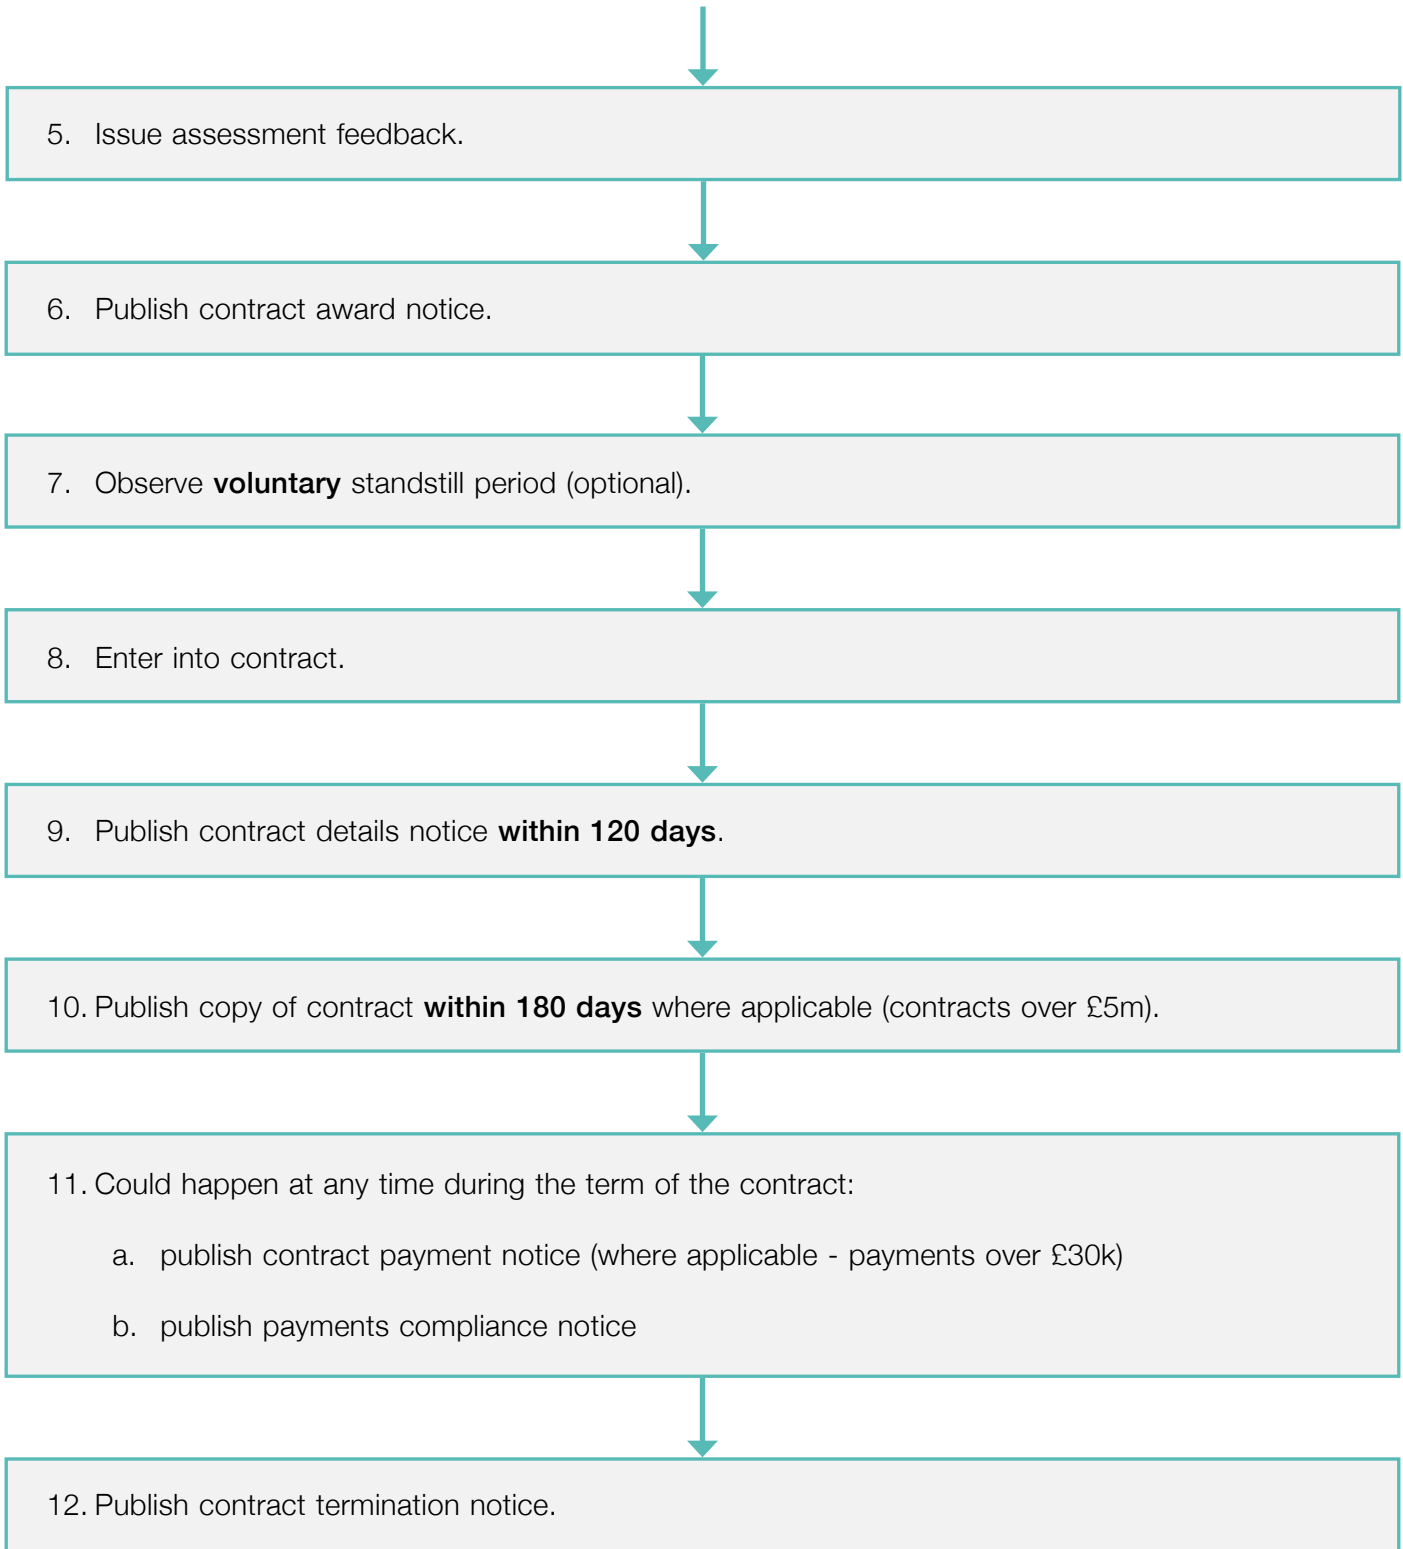 5. Issue assessment feedback.
6. Publish contract award notice.
7. Observe voluntary standstill period (optional).
8. Enter into contract.
9. Publish contract details notice within 120 days.
10. Publish copy of contract within 180 days where applicable (contracts over £5m).
11. Could happen at any time during the term of the contract:
a. publish contract payment notice (where applicable - payments over £30k)
b. publish payments compliance notice
12. Publish contract termination notice.